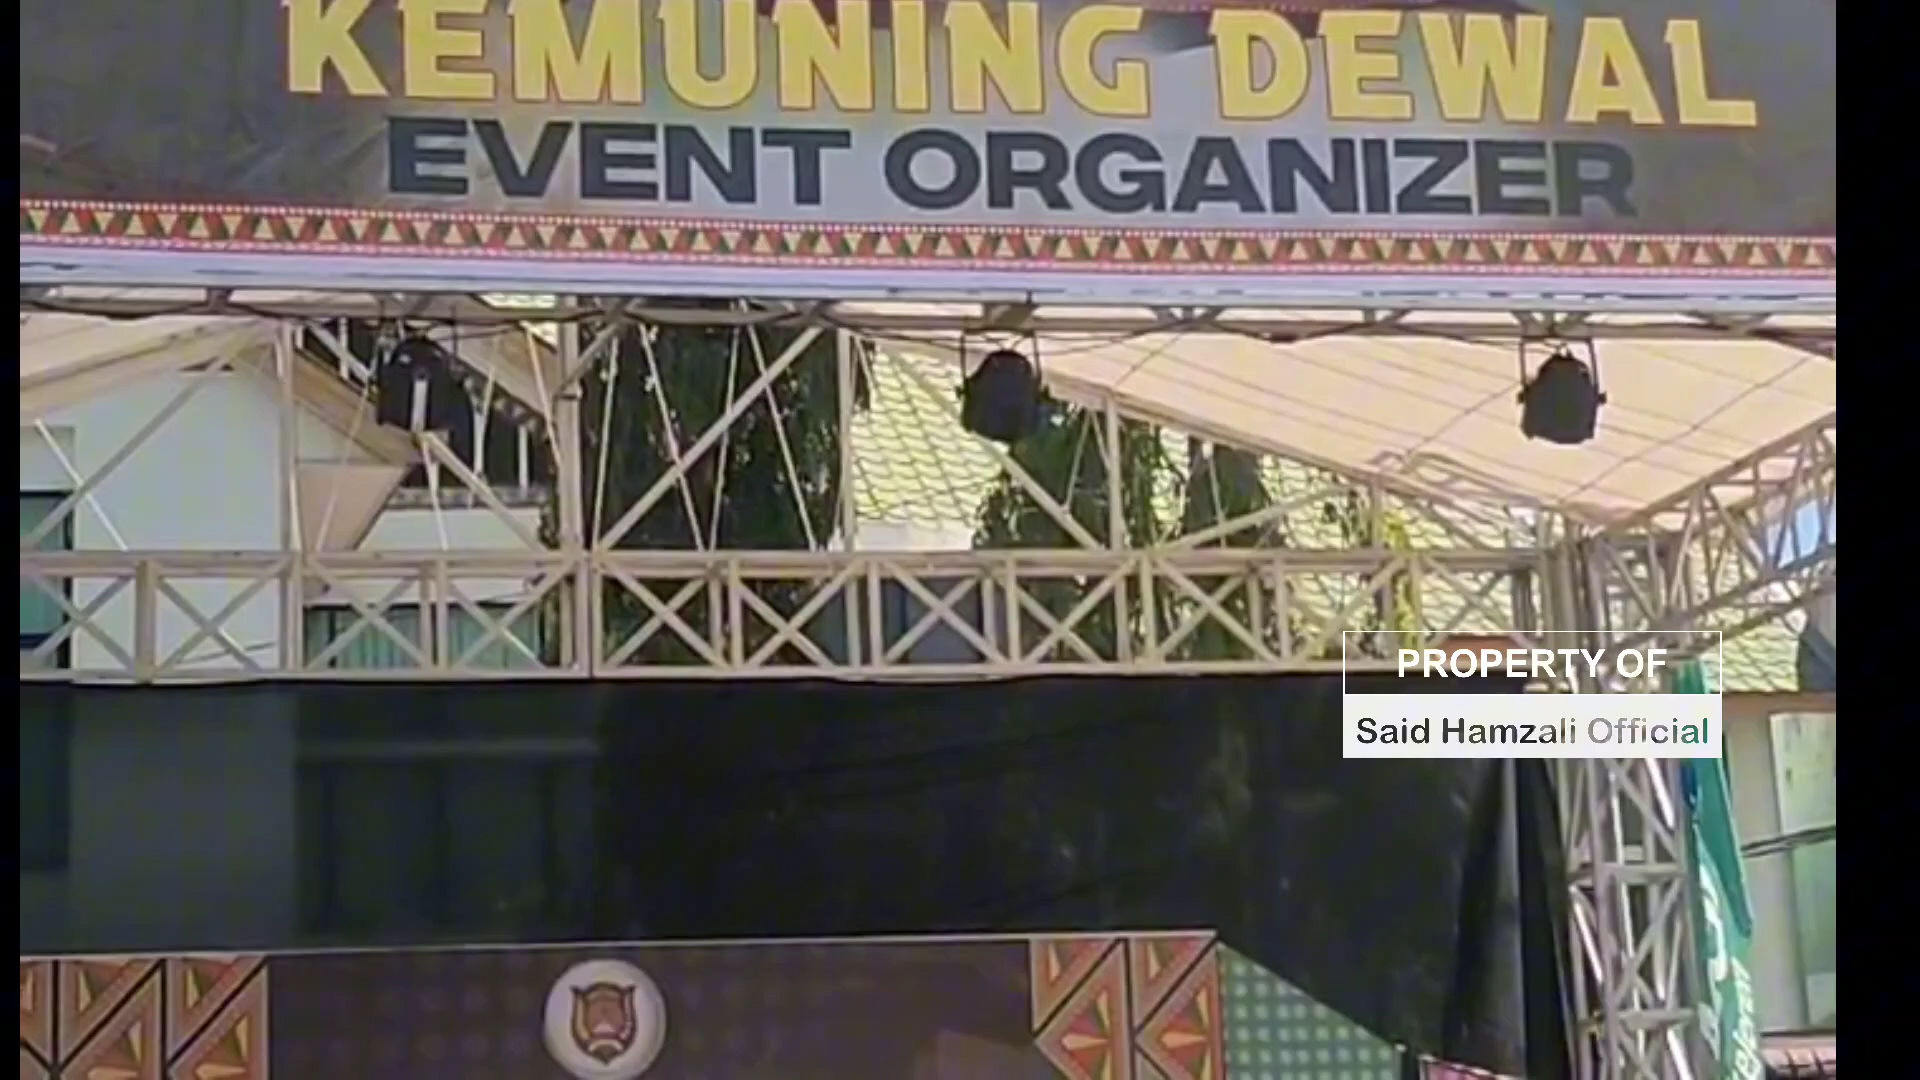 KEMUNING DEWAL
EVENT ORGANIZER
PROPERTY OF
Said Hamzali Official